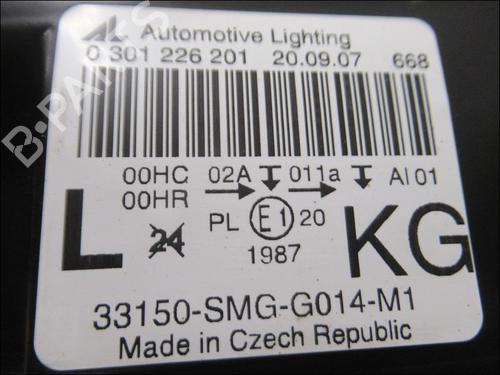 Automotive Lighting
0 301 226 201 20.09.07 668
00HC 02A 011a AI 01
00HR
PL E1 20
L 24 KG
1987
33150-SMG-G014-M1
Made in Czech Republic
B-PARTS